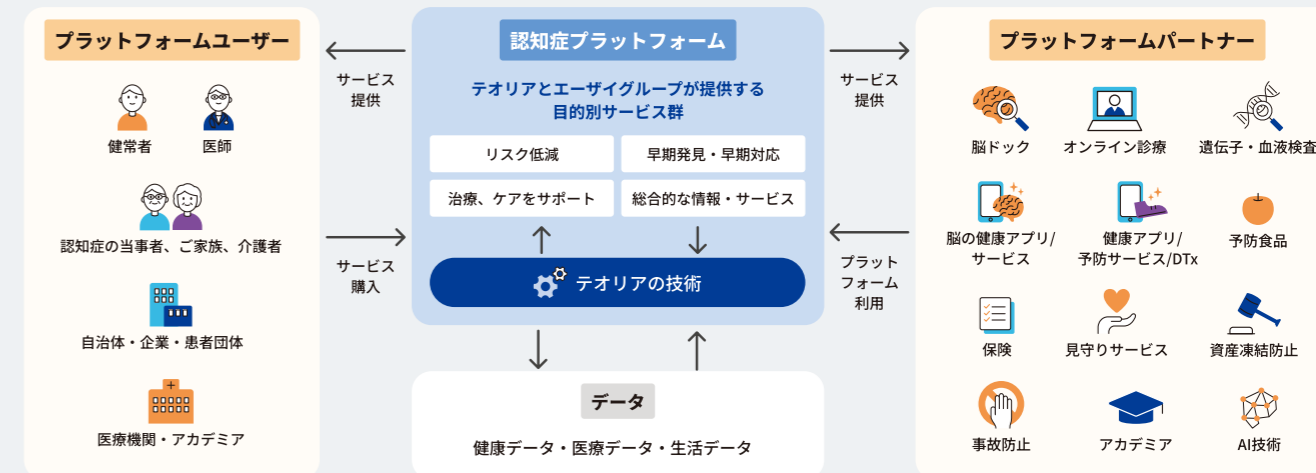 プラットフォームユーザー
健常者
医師
認知症の当事者、ご家族、介護者
自治体・企業・患者団体
医療機関・アカデミア
サービス
提供
サービス
購入
認知症プラットフォーム
テオリアとエーザイグループが提供する
目的別サービス群
リスク低減
早期発見・早期対応
治療、ケアをサポート
総合的な情報・サービス
テオリアの技術
データ
健康データ・医療データ・生活データ
サービス
提供
プラット
フォーム
利用
プラットフォームパートナー
脳ドック
オンライン診療
遺伝子・血液検査
脳の健康アプリ/
サービス
健康アプリ/
予防サービス/DTx
予防食品
保険
見守りサービス
資産凍結防止
事故防止
アカデミア
AI技術